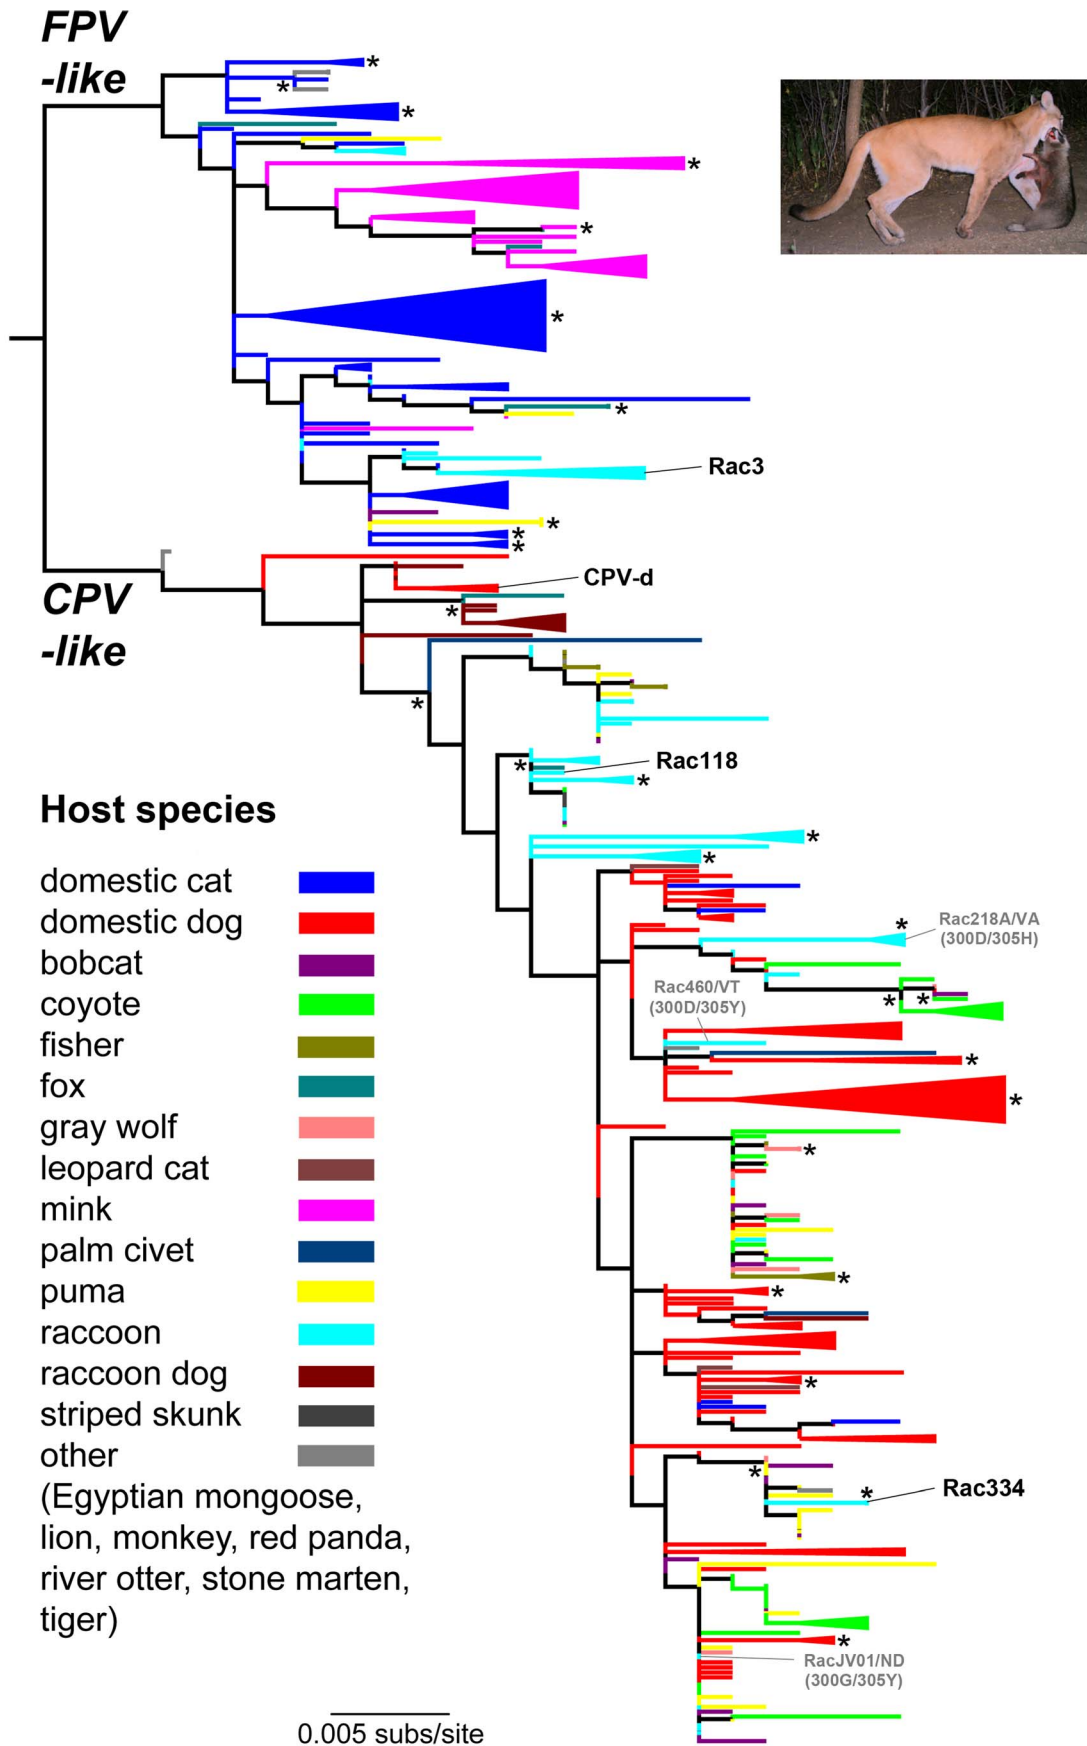 FPV
-like
Rac3
CPV-d
CPV
-like
Rac118
Host species
domestic cat
domestic dog
bobcat
coyote
fisher
fox
gray wolf
leopard cat
mink
palm civet
puma
raccoon
raccoon dog
striped skunk
other
(Egyptian mongoose,
lion, monkey, red panda,
river otter, stone marten,
tiger)
Rac218A/VA
(300D/305H)
Rac460/VT
(300D/305Y)
Rac334
RacJV01/ND
(300G/305Y)
0.005 subs/site